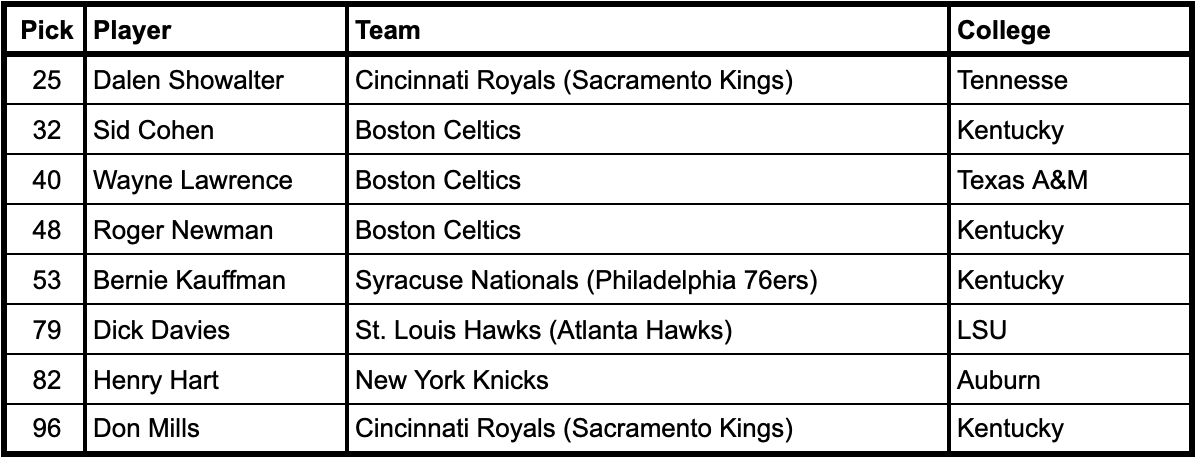 Pick Player Team College
25 Dalen Showalter Cincinnati Royals (Sacramento Kings) Tennesse
32 Sid Cohen Boston Celtics Kentucky
40 Wayne Lawrence Boston Celtics Texas A&M
48 Roger Newman Boston Celtics Kentucky
53 Bernie Kauffman Syracuse Nationals (Philadelphia 76ers) Kentucky
79 Dick Davies St. Louis Hawks (Atlanta Hawks) LSU
82 Henry Hart New York Knicks Auburn
96 Don Mills Cincinnati Royals (Sacramento Kings) Kentucky